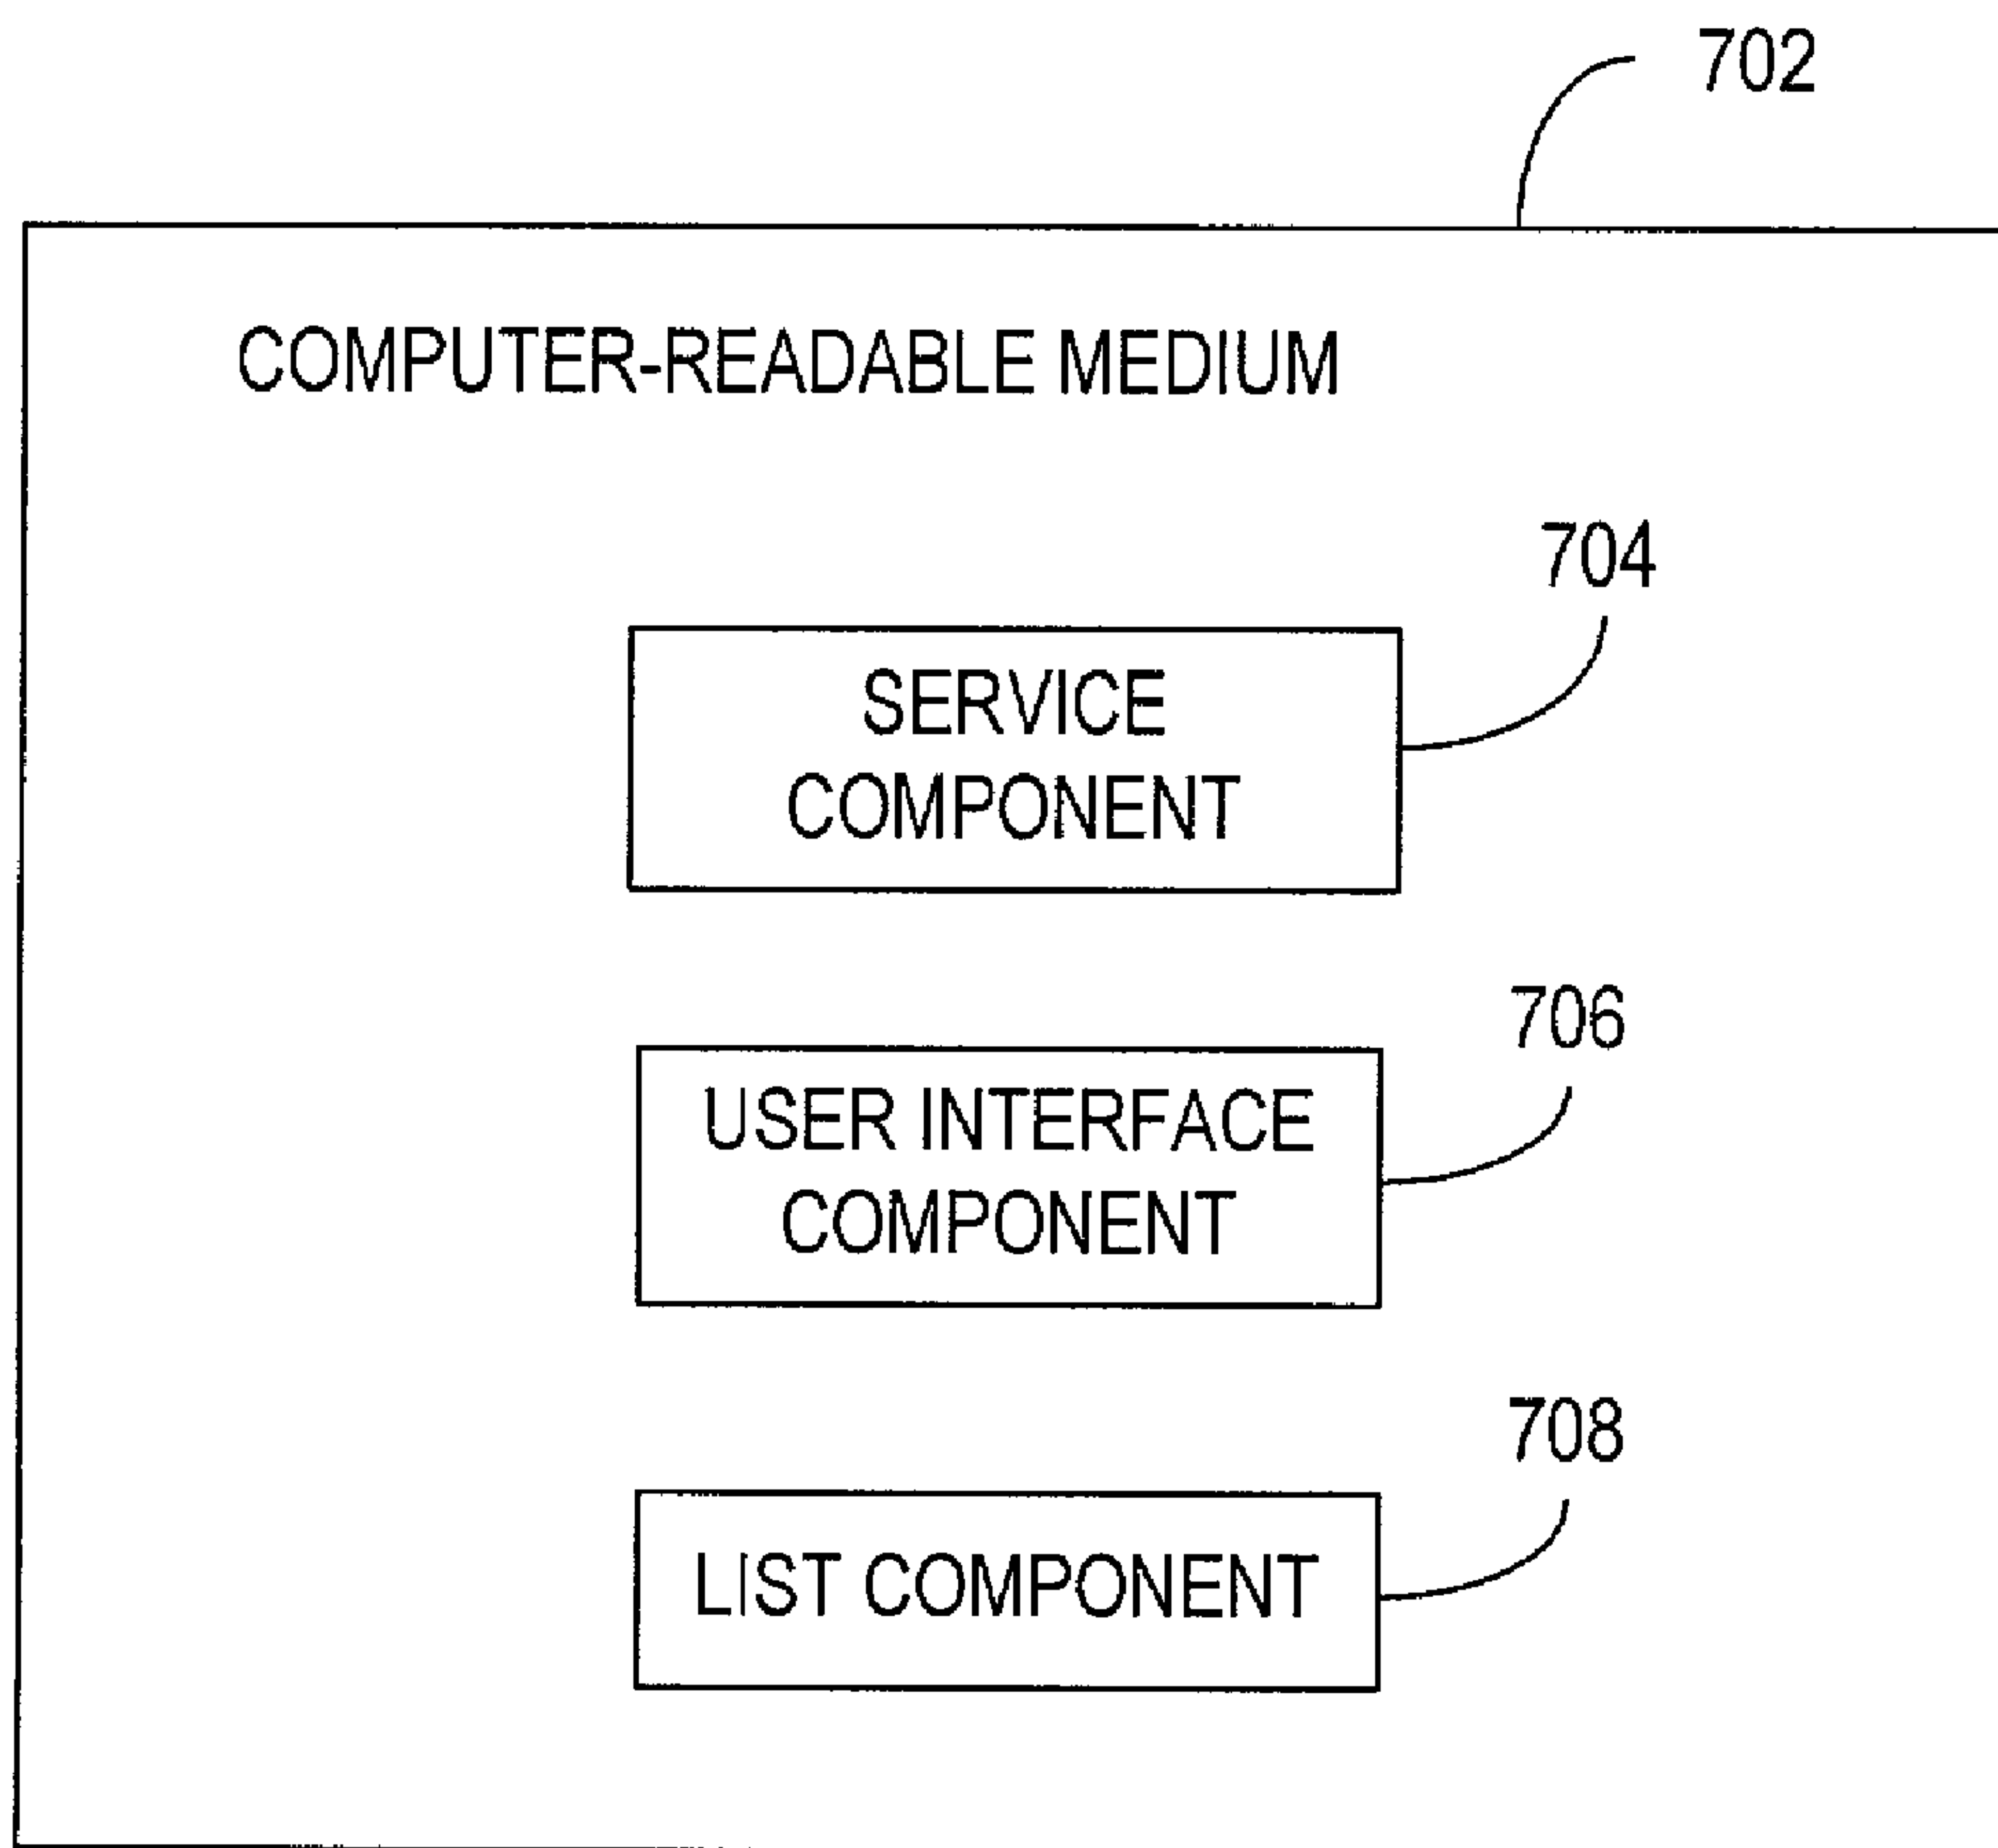 702
COMPUTER-READABLE MEDIUM
704
SERVICE
COMPONENT
706
USER INTERFACE
COMPONENT
708
LIST COMPONENT